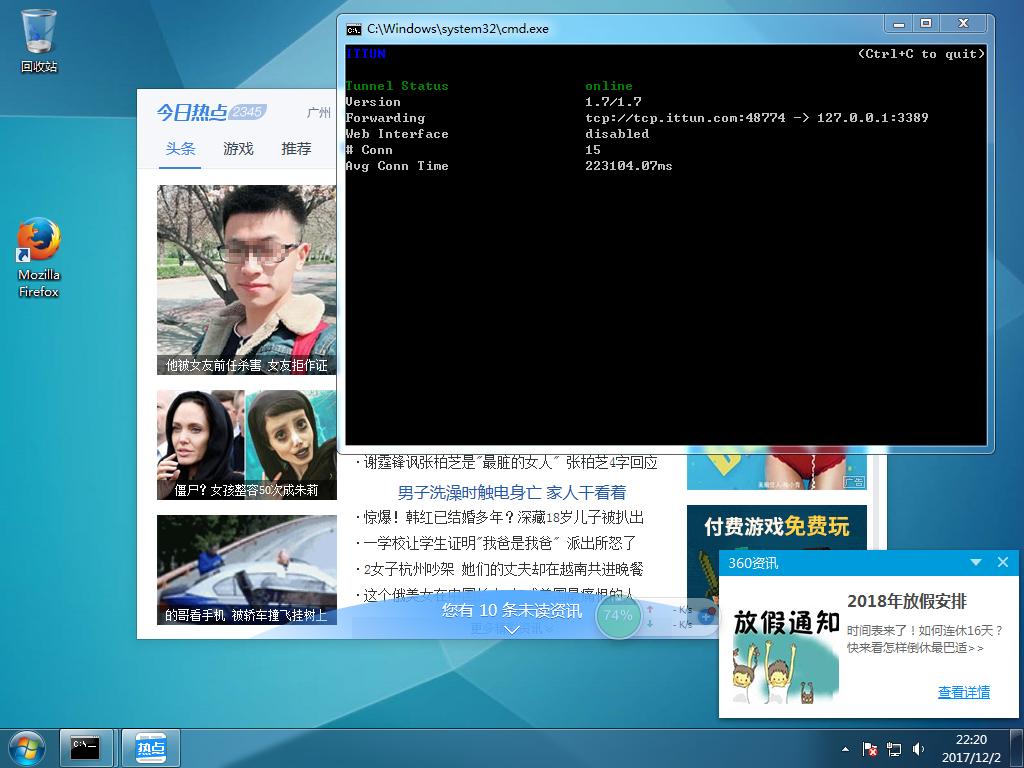 回收站
Mozilla
Firefox
C:\Windows\system32\cmd.exe
ITTUN (Ctrl+C to quit)
Tunnel Status online
Version 1.7/1.7
Forwarding tcp://tcp.ittun.com:48774 -> 127.0.0.1:3389
Web Interface disabled
# Conn 15
Avg Conn Time 223104.07ms
今日热点 2345 广州
头条 游戏 推荐
他被女友前任杀害 女友拒作证
僵尸？女孩整容50次成朱莉
的哥看手机 被轿车撞飞挂树上
·谢霆锋讽张柏芝是"最脏的女人" 张柏芝4字回应
男子洗澡时触电身亡 家人干看着
·惊爆！韩红已结婚多年？深藏18岁儿子被扒出
·一学校让学生证明"我爸是我爸" 派出所怒了
·2女子杭州吵架 她们的丈夫却在越南共进晚餐
您有 10 条未读资讯
74%
- K/s
- K/s
广告
付费游戏免费玩
360资讯
放假通知
2018年放假安排
时间表来了！如何连休16天？
快来看怎样倒休最巴适>>
查看详情
C:\_
热点
22:20
2017/12/2